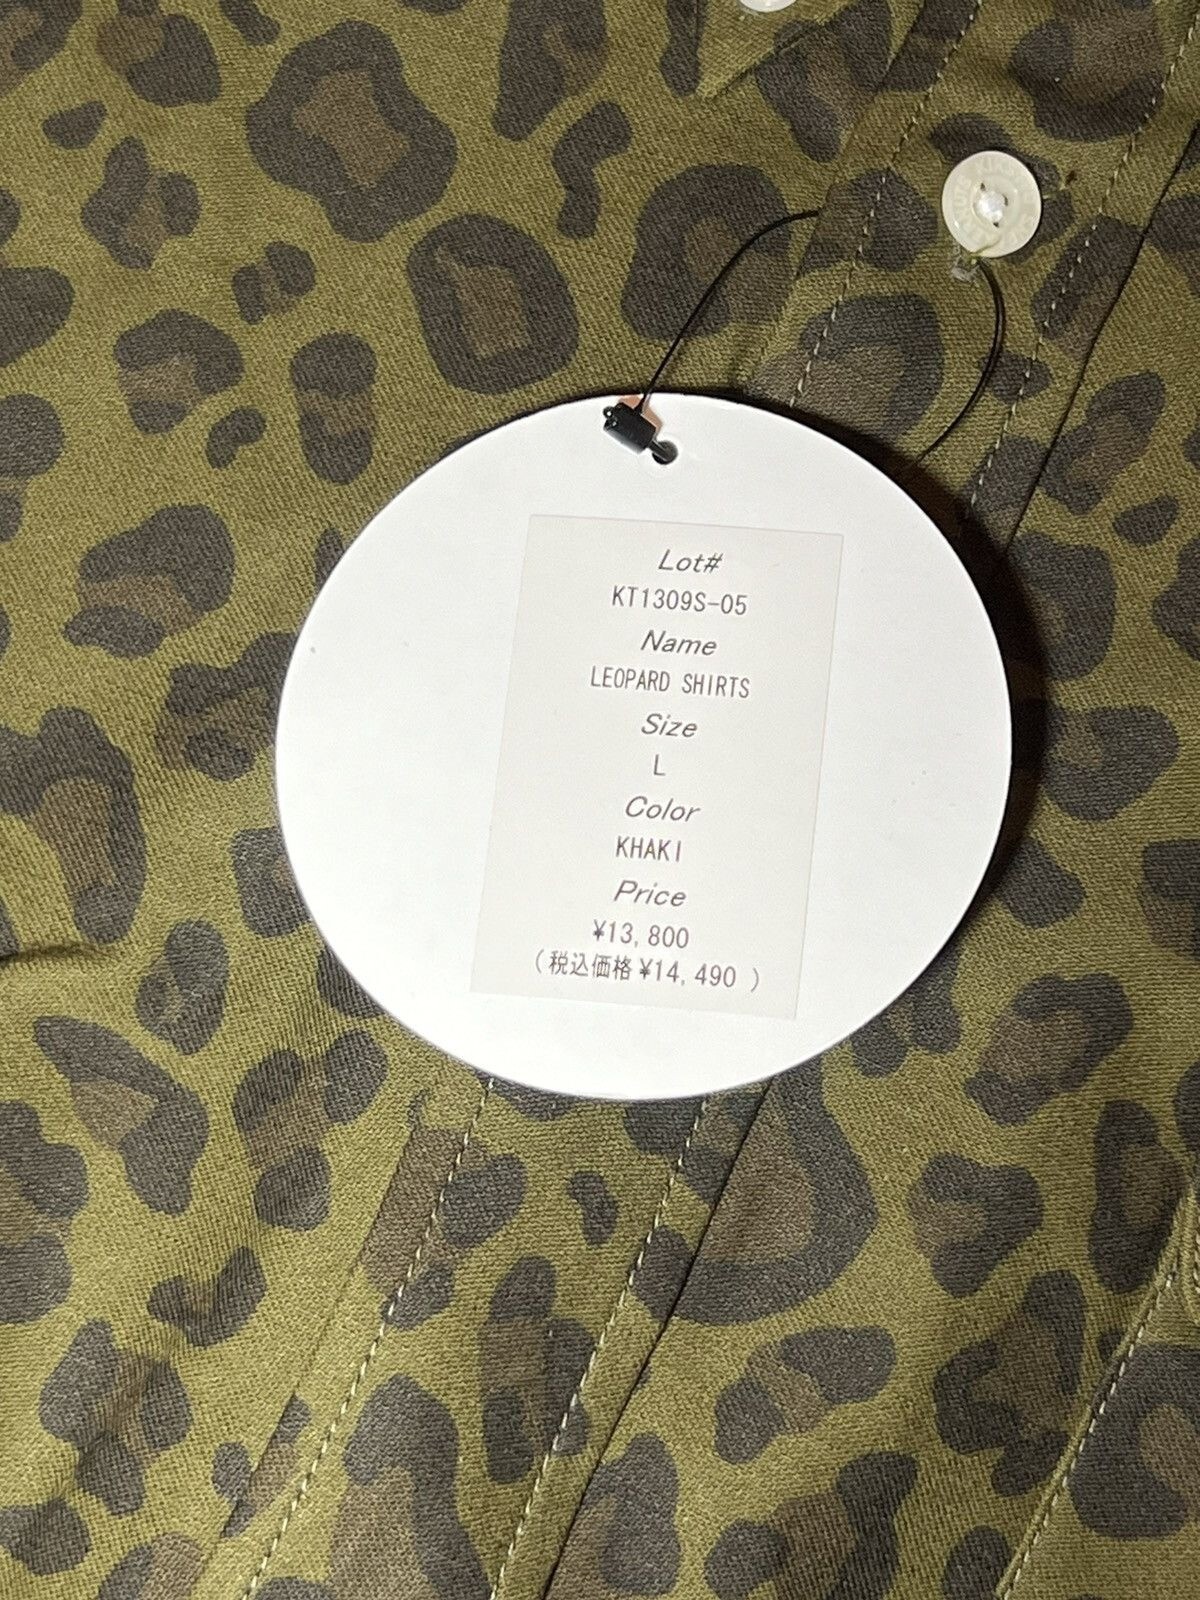 Lot#
KT1309S-05
Name
LEOPARD SHIRTS
Size
L
Color
KHAKI
Price
¥13,800
(税込価格¥14,490 )